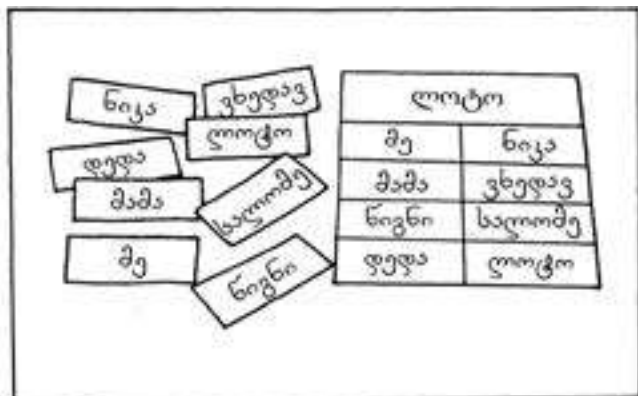 ნიკა
ვხედავ
ლოტო
დედა
მამა
სალომე
მე
წიგნი
ლოტო
მე ნიკა
მამა ვხედავ
წიგნი სალომე
დედა ლოტო